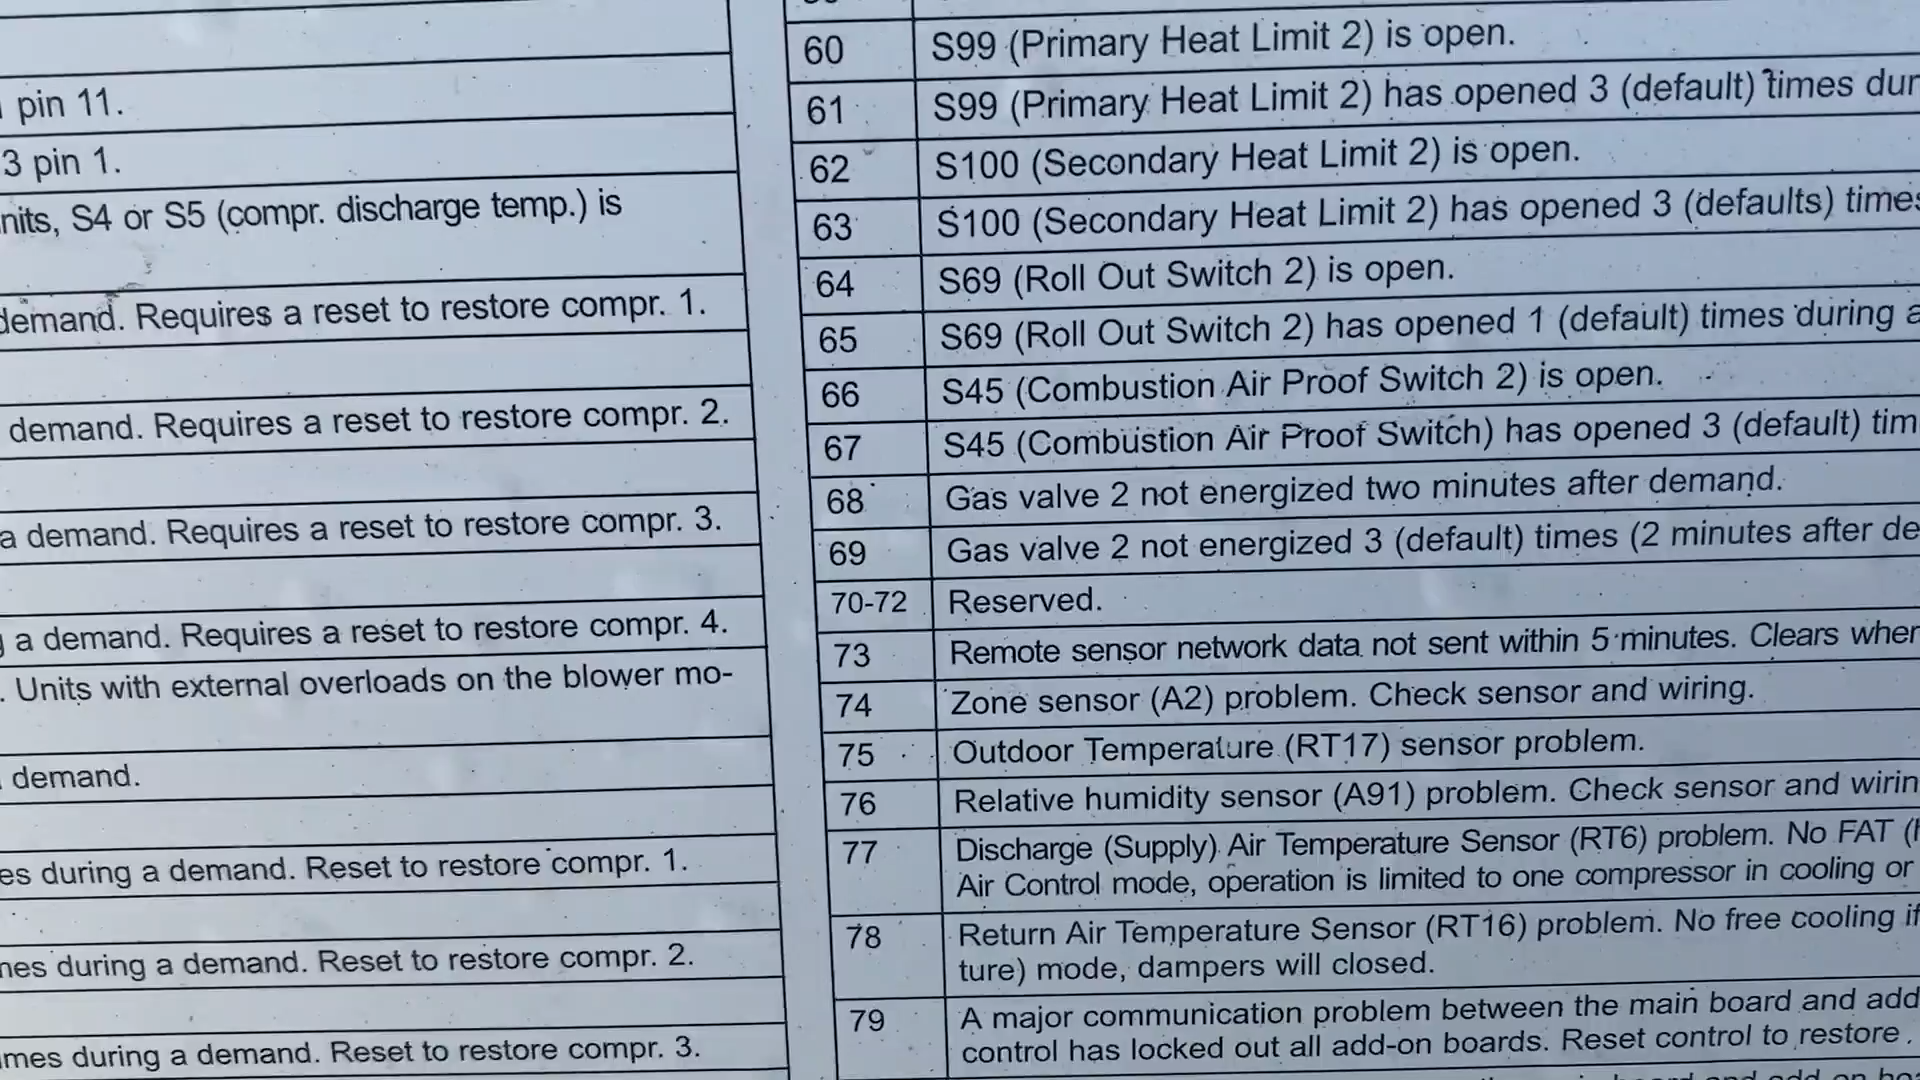 pin 11.
3 pin 1.
nits, S4 or S5 (compr. discharge temp.) is
demand. Requires a reset to restore compr. 1.
demand. Requires a reset to restore compr. 2.
a demand. Requires a reset to restore compr. 3.
a demand. Requires a reset to restore compr. 4.
. Units with external overloads on the blower mo-
demand.
es during a demand. Reset to restore compr. 1.
mes during a demand. Reset to restore compr. 2.
mes during a demand. Reset to restore compr. 3.
60 S99 (Primary Heat Limit 2) is open.
61 S99 (Primary Heat Limit 2) has opened 3 (default) times dur
62 S100 (Secondary Heat Limit 2) is open.
63 S100 (Secondary Heat Limit 2) has opened 3 (defaults) times
64 S69 (Roll Out Switch 2) is open.
65 S69 (Roll Out Switch 2) has opened 1 (default) times during a
66 S45 (Combustion Air Proof Switch 2) is open.
67 S45 (Combustion Air Proof Switch) has opened 3 (default) tim
68 Gas valve 2 not energized two minutes after demand.
69 Gas valve 2 not energized 3 (default) times (2 minutes after de
70-72 Reserved.
73 Remote sensor network data not sent within 5 minutes. Clears when
74 Zone sensor (A2) problem. Check sensor and wiring.
75 Outdoor Temperature (RT17) sensor problem.
76 Relative humidity sensor (A91) problem. Check sensor and wirin
77 Discharge (Supply) Air Temperature Sensor (RT6) problem. No FAT (
Air Control mode, operation is limited to one compressor in cooling or
78 Return Air Temperature Sensor (RT16) problem. No free cooling if
ture) mode, dampers will closed.
79 A major communication problem between the main board and add
control has locked out all add-on boards. Reset control to restore.